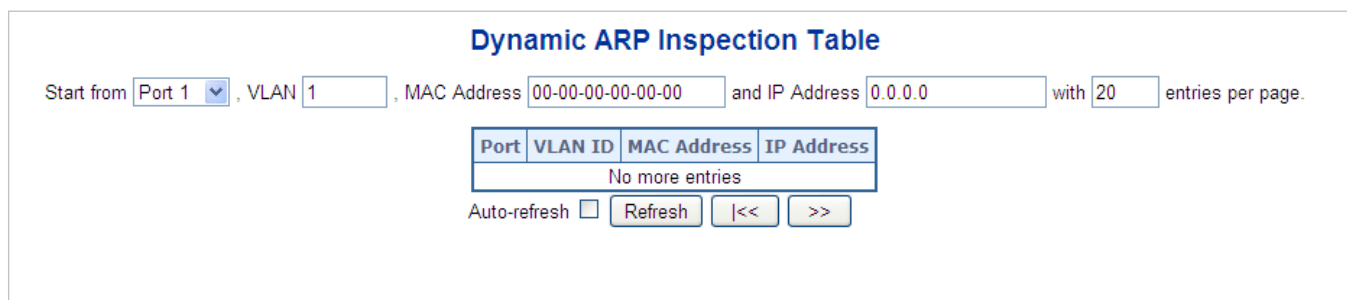 Dynamic ARP Inspection Table
Start from Port 1 , VLAN 1 , MAC Address 00-00-00-00-00-00 and IP Address 0.0.0.0 with 20 entries per page.
Port VLAN ID MAC Address IP Address
No more entries
Auto-refresh Refresh |<< >>